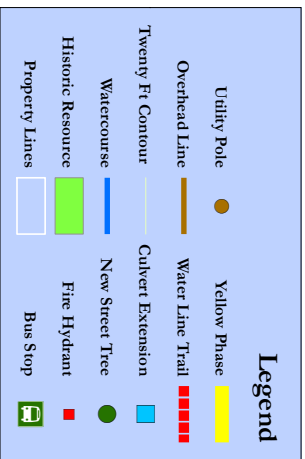 Legend
Utility Pole
Yellow Phase
Overhead Line
Water Line Trail
Twenty Ft Contour
Culvert Extension
Watercourse
New Street Tree
Historic Resource
Fire Hydrant
Property Lines
Bus Stop